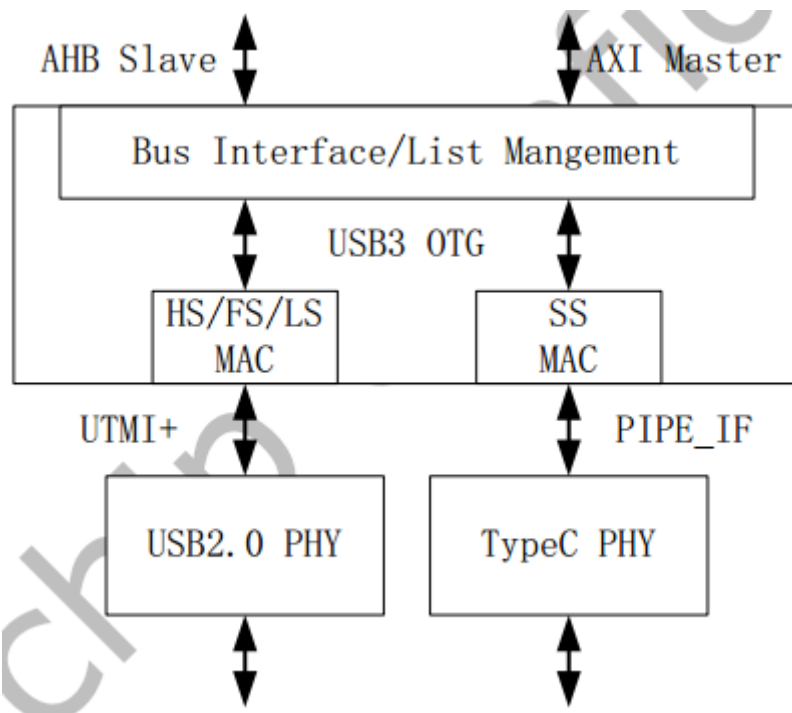 AHB Slave
AXI Master
Bus Interface/List Mangement
USB3 OTG
HS/FS/LS
MAC
SS
MAC
UTMI+
PIPE_IF
USB2.0 PHY
TypeC PHY